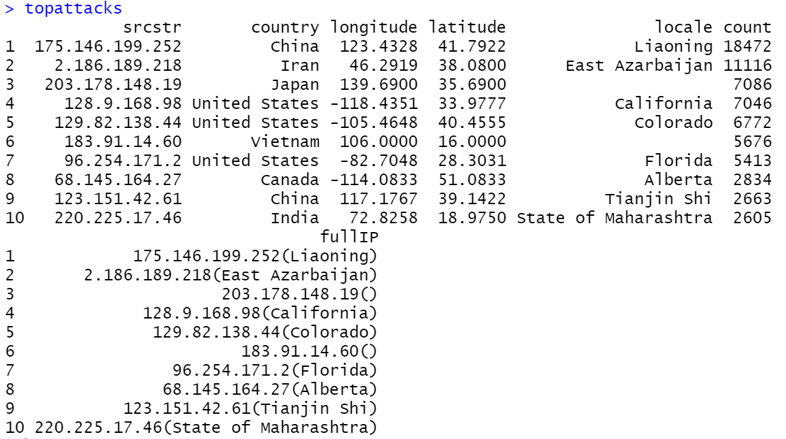 > topattacks
srcstr country longitude latitude locale count
1 175.146.199.252 China 123.4328 41.7922 Liaoning 18472
2 2.186.189.218 Iran 46.2919 38.0800 East Azarbaijan 11116
3 203.178.148.19 Japan 139.6900 35.6900 7086
4 128.9.168.98 United States -118.4351 33.9777 California 7046
5 129.82.138.44 United States -105.4648 40.4555 Colorado 6772
6 183.91.14.60 Vietnam 106.0000 16.0000 5676
7 96.254.171.2 United States -82.7048 28.3031 Florida 5413
8 68.145.164.27 Canada -114.0833 51.0833 Alberta 2834
9 123.151.42.61 China 117.1767 39.1422 Tianjin Shi 2663
10 220.225.17.46 India 72.8258 18.9750 State of Maharashtra 2605
fullIP
1 175.146.199.252(Liaoning)
2 2.186.189.218(East Azarbaijan)
3 203.178.148.19()
4 128.9.168.98(California)
5 129.82.138.44(Colorado)
6 183.91.14.60()
7 96.254.171.2(Florida)
8 68.145.164.27(Alberta)
9 123.151.42.61(Tianjin Shi)
10 220.225.17.46(State of Maharashtra)